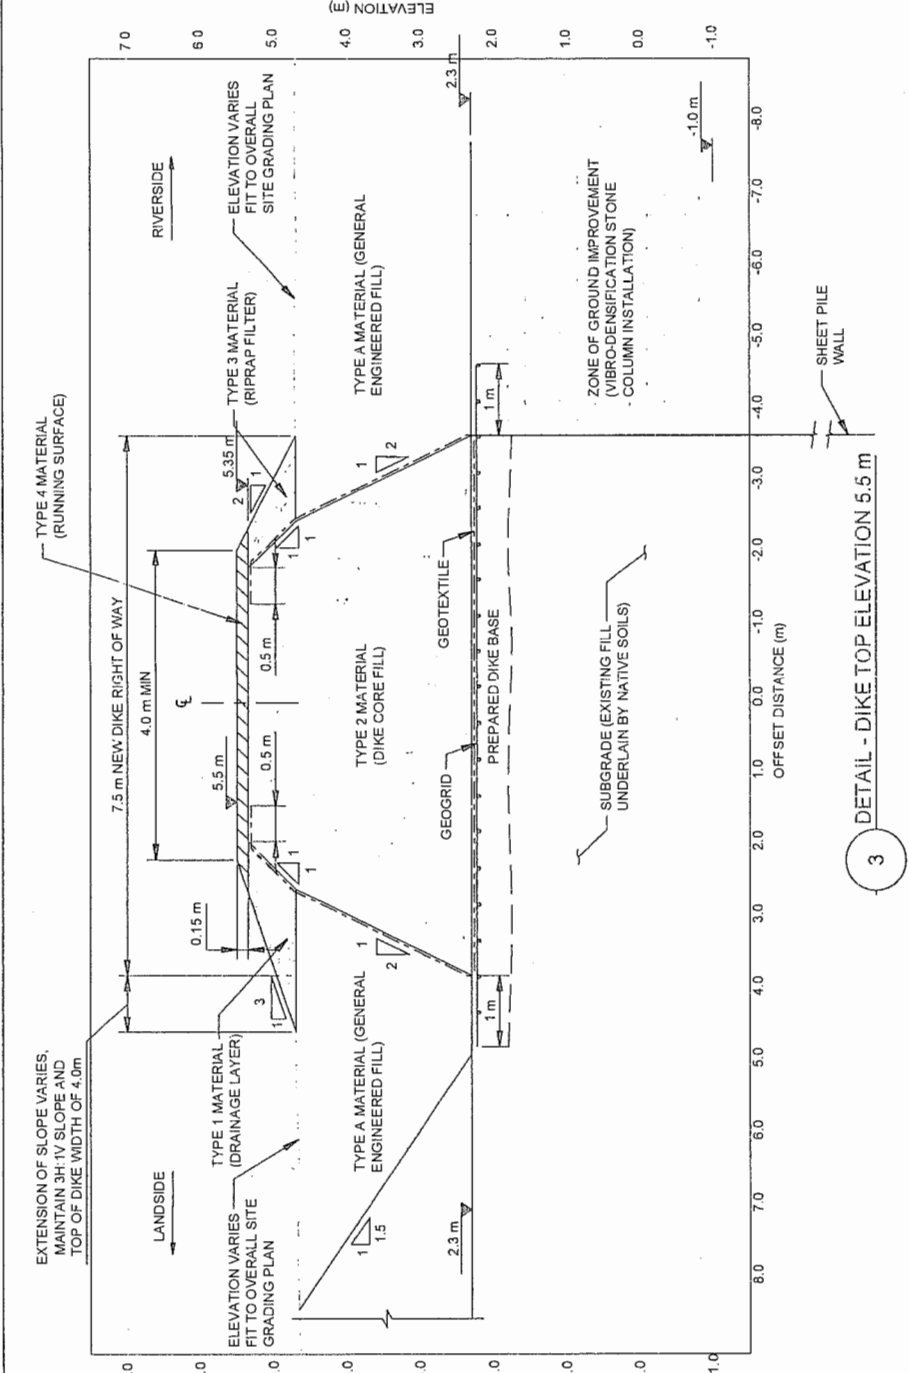 EXTENSION OF SLOPE VARIES,
MAINTAIN 3H:1V SLOPE AND
TOP OF DIKE WIDTH OF 4.0m
7.5 m NEW DIKE RIGHT OF WAY
4.0 m MIN
TYPE 4 MATERIAL
(RUNNING SURFACE)
LANDSIDE
RIVERSIDE
0.15 m
5.5 m
℄
5.35 m
2
1
TYPE 3 MATERIAL
(RIPRAP FILTER)
ELEVATION VARIES
FIT TO OVERALL
SITE GRADING PLAN
TYPE 1 MATERIAL
(DRAINAGE LAYER)
3
1
1
1
0.5 m
0.5 m
1
1
ELEVATION VARIES
FIT TO OVERALL SITE
GRADING PLAN
TYPE A MATERIAL (GENERAL
ENGINEERED FILL)
TYPE 2 MATERIAL
(DIKE CORE FILL)
TYPE A MATERIAL (GENERAL
ENGINEERED FILL)
1
1.5
1
2
1
2
2.3 m
2.3 m
GEOGRID
GEOTEXTILE
1 m
1 m
PREPARED DIKE BASE
SUBGRADE (EXISTING FILL
UNDERLAIN BY NATIVE SOILS)
ZONE OF GROUND IMPROVEMENT
(VIBRO-DENSIFICATION STONE
- COLUMN INSTALLATION)
-1.0 m
SHEET PILE
WALL
7.0
6.0
5.0
4.0
3.0
2.0
1.0
0.0
-1.0
ELEVATION (m)
8.0 7.0 6.0 5.0 4.0 3.0 2.0 1.0 0.0 -1.0 -2.0 -3.0 -4.0 -5.0 -6.0 -7.0 -8.0
OFFSET DISTANCE (m)
3
DETAIL - DIKE TOP ELEVATION 5.5 m